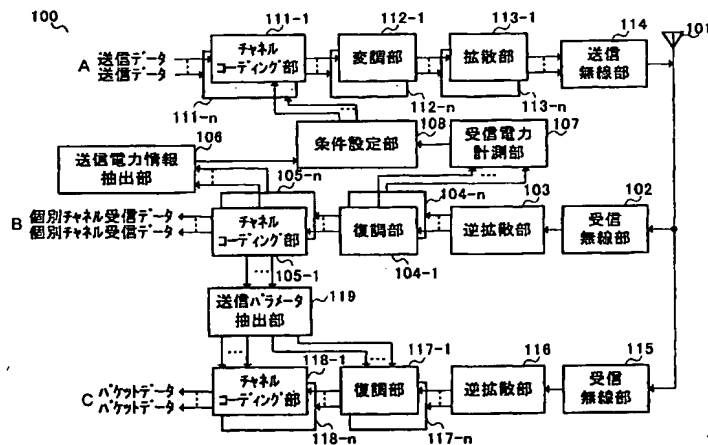 100
111-1
112-1
113-1
114
101
A 送信データ
送信データ
チャネル
コーディング部
変調部
拡散部
送信
無線部
111-n
112-n
113-n
106
108
107
送信電力情報
抽出部
条件設定部
受信電力
計測部
105-n
104-n
103
102
B 個別チャネル受信データ
個別チャネル受信データ
チャネル
コーディング部
復調部
逆拡散部
受信
無線部
105-1
104-1
119
送信パラメータ
抽出部
118-1
117-1
116
115
C パケットデータ
パケットデータ
チャネル
コーディング部
復調部
逆拡散部
受信
無線部
118-n
117-n